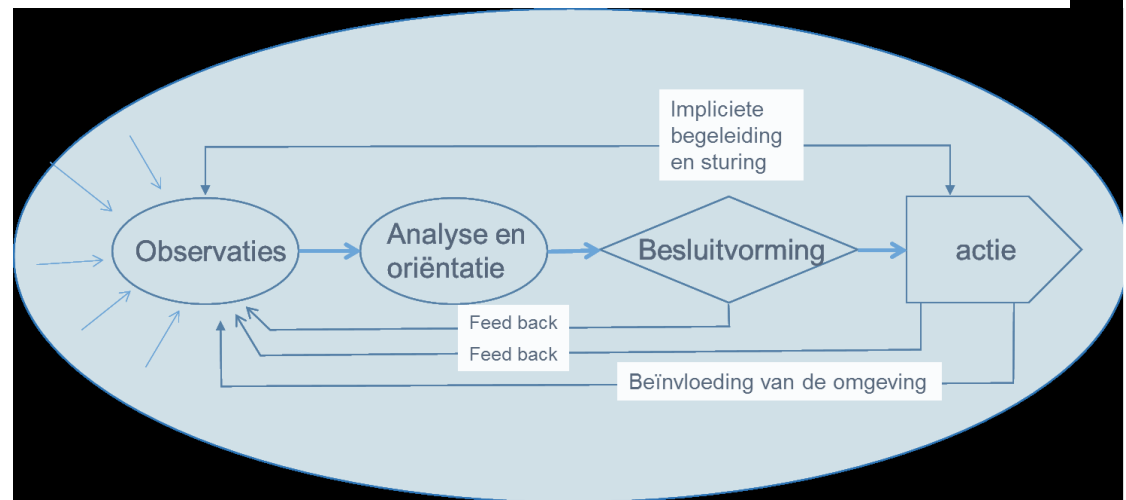 Impliciete
begeleiding
en sturing
Observaties
Analyse en
oriëntatie
Besluitvorming
actie
Feed back
Feed back
Beïnvloeding van de omgeving